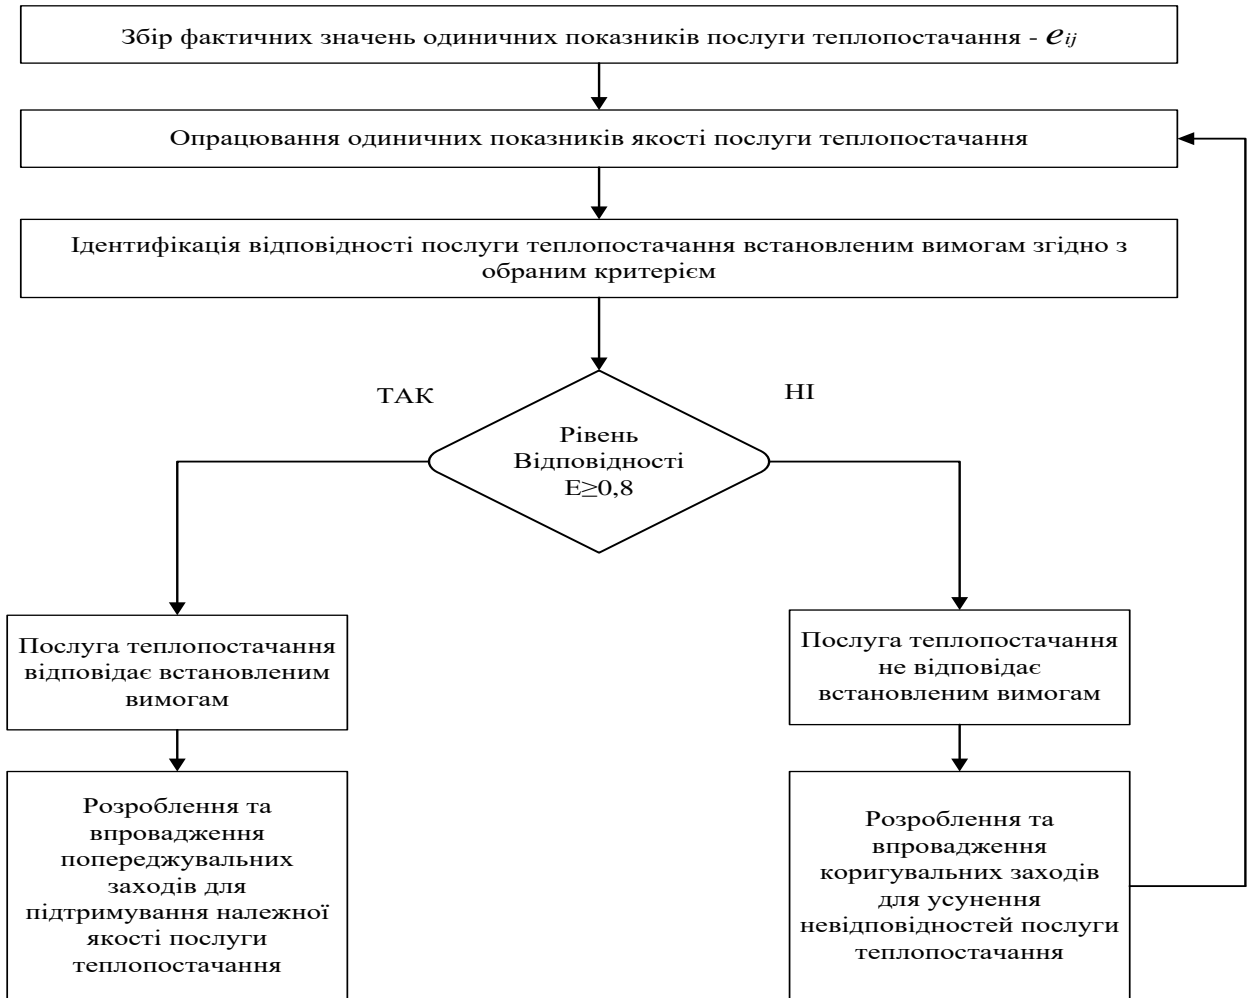 Збір фактичних значень одиничних показників послуги теплопостачання - eij
Опрацювання одиничних показників якості послуги теплопостачання
Ідентифікація відповідності послуги теплопостачання встановленим вимогам згідно з
обраним критерієм
ТАК
НІ
Рівень
Відповідності
E≥0,8
Послуга теплопостачання
відповідає встановленим
вимогам
Послуга теплопостачання
не відповідає
встановленим вимогам
Розроблення та
впровадження
попереджувальних
заходів для
підтримування належної
якості послуги
теплопостачання
Розроблення та
впровадження
коригувальних заходів
для усунення
невідповідностей послуги
теплопостачання